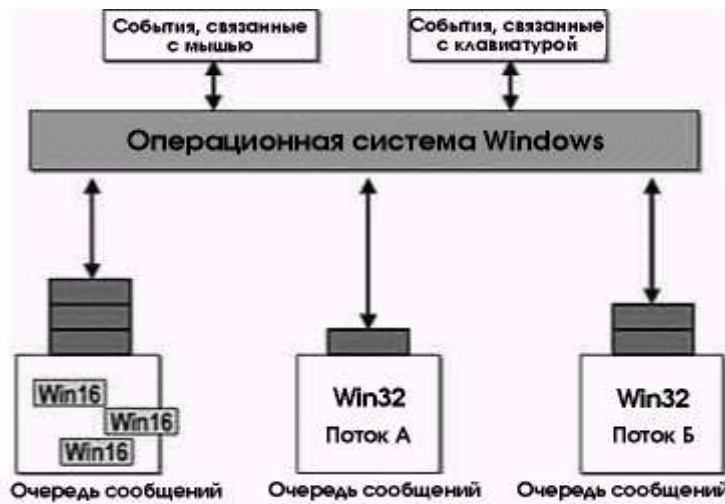 События, связанные
с мышью
События, связанные
с клавиатурой
Операционная система Windows
Win16
Win16
Win16
Win32
Поток А
Win32
Поток Б
Очередь сообщений
Очередь сообщений
Очередь сообщений